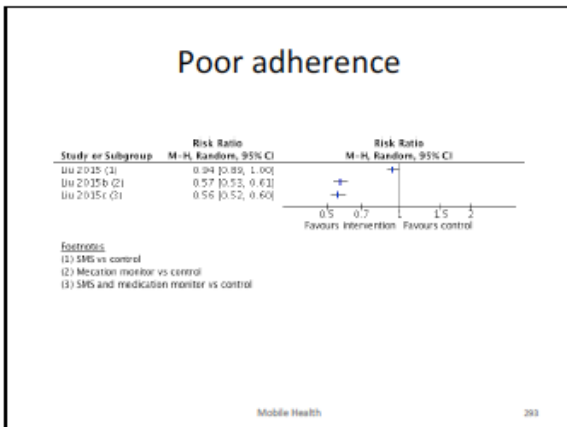 Poor adherence
Risk Ratio Risk Ratio
Study or Subgroup M-H, Random, 95% CI M-H, Random, 95% CI
Liu 2015 (1) 0.94 [0.89, 1.00]
Liu 2015b (2) 0.57 [0.53, 0.61]
Liu 2015c (3) 0.56 [0.52, 0.60]
0.5 0.7 1 1.5 2
Favours intervention Favours control
Footnotes
(1) SMS vs control
(2) Mecation monitor vs control
(3) SMS and medication monitor vs control
Mobile Health 293